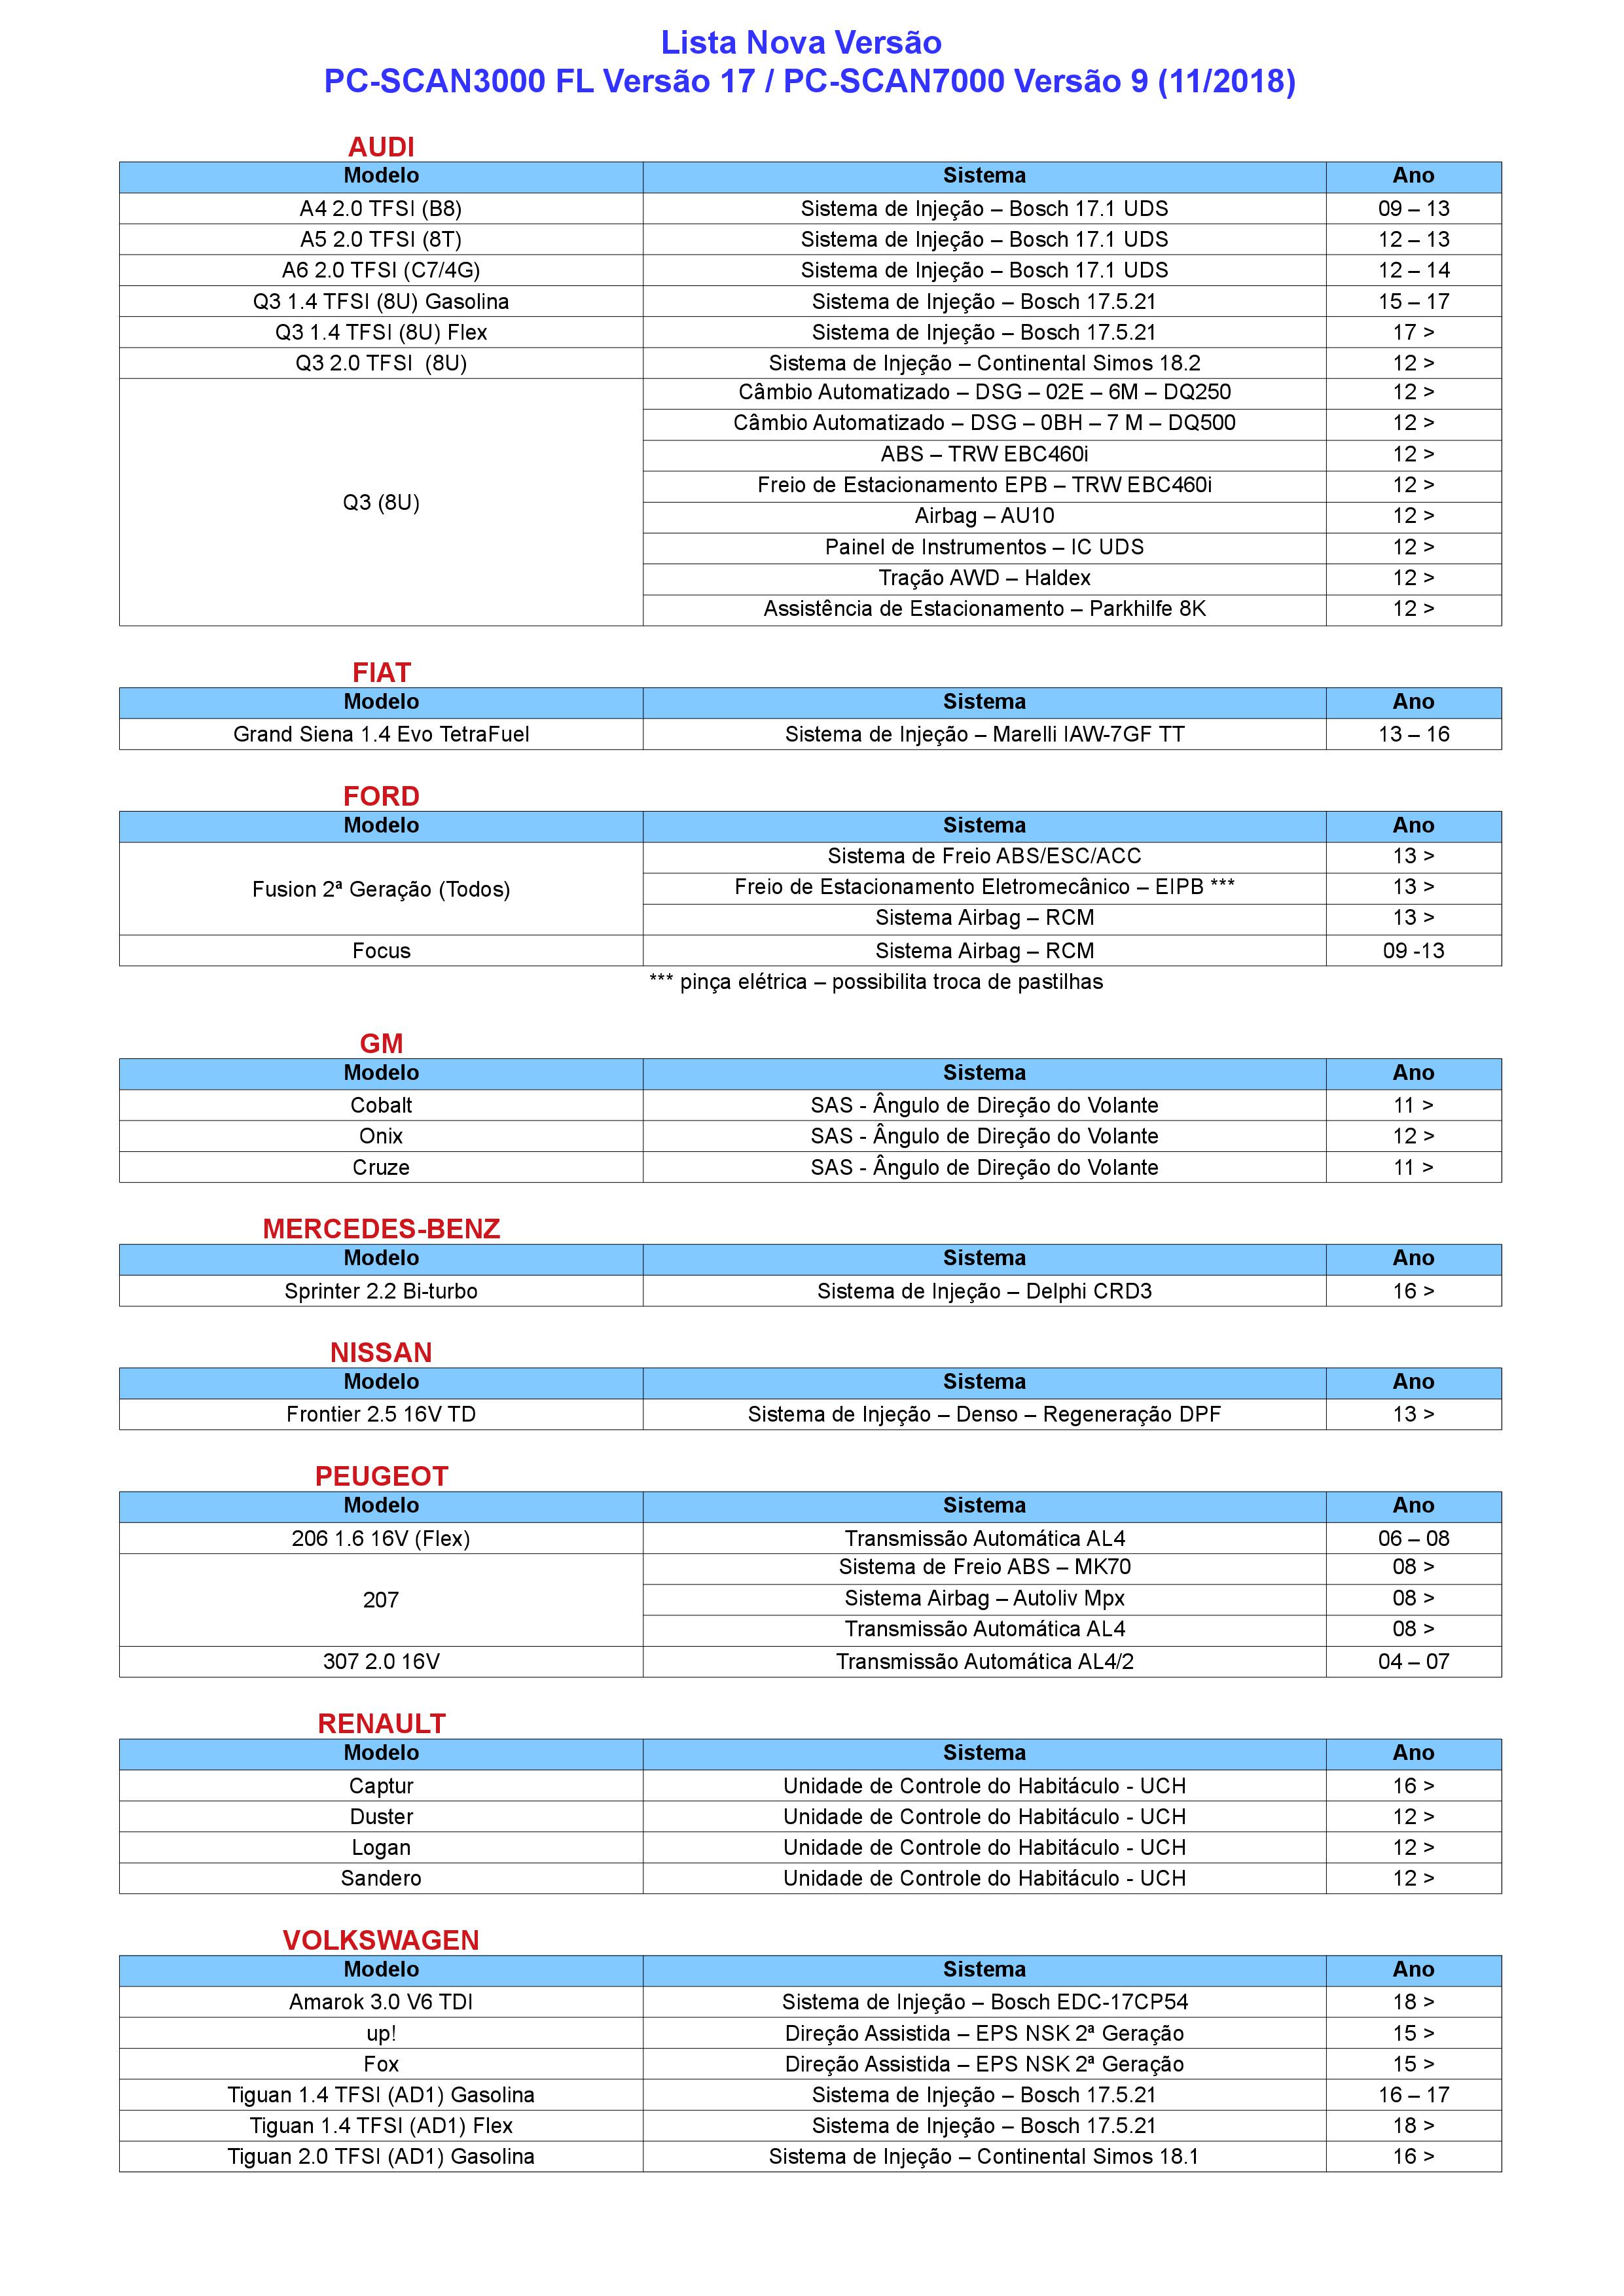 Lista Nova Versão
PC-SCAN3000 FL Versão 17 / PC-SCAN7000 Versão 9 (11/2018)
AUDI
Modelo Sistema Ano
A4 2.0 TFSI (B8) Sistema de Injeção – Bosch 17.1 UDS 09 – 13
A5 2.0 TFSI (8T) Sistema de Injeção – Bosch 17.1 UDS 12 – 13
A6 2.0 TFSI (C7/4G) Sistema de Injeção – Bosch 17.1 UDS 12 – 14
Q3 1.4 TFSI (8U) Gasolina Sistema de Injeção – Bosch 17.5.21 15 – 17
Q3 1.4 TFSI (8U) Flex Sistema de Injeção – Bosch 17.5.21 17 >
Q3 2.0 TFSI (8U) Sistema de Injeção – Continental Simos 18.2 12 >
Q3 (8U)
Câmbio Automatizado – DSG – 02E – 6M – DQ250 12 >
Câmbio Automatizado – DSG – 0BH – 7 M – DQ500 12 >
ABS – TRW EBC460i 12 >
Freio de Estacionamento EPB – TRW EBC460i 12 >
Airbag – AU10 12 >
Painel de Instrumentos – IC UDS 12 >
Tração AWD – Haldex 12 >
Assistência de Estacionamento – Parkhilfe 8K 12 >
FIAT
Modelo Sistema Ano
Grand Siena 1.4 Evo TetraFuel Sistema de Injeção – Marelli IAW-7GF TT 13 – 16
FORD
Modelo Sistema Ano
Fusion 2ª Geração (Todos)
Sistema de Freio ABS/ESC/ACC 13 >
Freio de Estacionamento Eletromecânico – EIPB *** 13 >
Sistema Airbag – RCM 13 >
Focus Sistema Airbag – RCM 09 -13
*** pinça elétrica – possibilita troca de pastilhas
GM
Modelo Sistema Ano
Cobalt SAS - Ângulo de Direção do Volante 11 >
Onix SAS - Ângulo de Direção do Volante 12 >
Cruze SAS - Ângulo de Direção do Volante 11 >
MERCEDES-BENZ
Modelo Sistema Ano
Sprinter 2.2 Bi-turbo Sistema de Injeção – Delphi CRD3 16 >
NISSAN
Modelo Sistema Ano
Frontier 2.5 16V TD Sistema de Injeção – Denso – Regeneração DPF 13 >
PEUGEOT
Modelo Sistema Ano
206 1.6 16V (Flex) Transmissão Automática AL4 06 – 08
207
Sistema de Freio ABS – MK70 08 >
Sistema Airbag – Autoliv Mpx 08 >
Transmissão Automática AL4 08 >
307 2.0 16V Transmissão Automática AL4/2 04 – 07
RENAULT
Modelo Sistema Ano
Captur Unidade de Controle do Habitáculo - UCH 16 >
Duster Unidade de Controle do Habitáculo - UCH 12 >
Logan Unidade de Controle do Habitáculo - UCH 12 >
Sandero Unidade de Controle do Habitáculo - UCH 12 >
VOLKSWAGEN
Modelo Sistema Ano
Amarok 3.0 V6 TDI Sistema de Injeção – Bosch EDC-17CP54 18 >
up! Direção Assistida – EPS NSK 2ª Geração 15 >
Fox Direção Assistida – EPS NSK 2ª Geração 15 >
Tiguan 1.4 TFSI (AD1) Gasolina Sistema de Injeção – Bosch 17.5.21 16 – 17
Tiguan 1.4 TFSI (AD1) Flex Sistema de Injeção – Bosch 17.5.21 18 >
Tiguan 2.0 TFSI (AD1) Gasolina Sistema de Injeção – Continental Simos 18.1 16 >